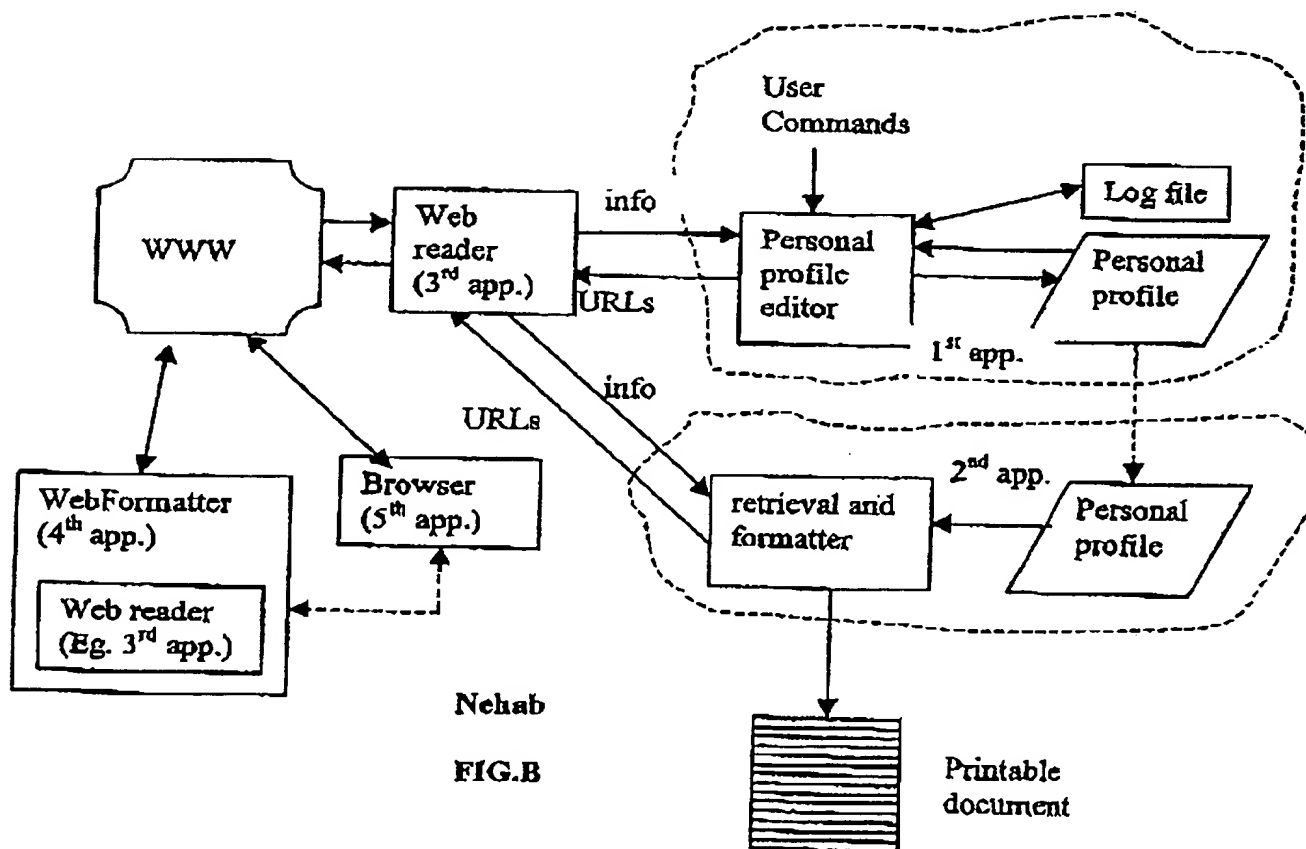 User
Commands
Log file
WWW
Web
reader
(3rd app.)
info
URLs
Personal
profile
editor
Personal
profile
1st app.
info
URLs
2nd app.
WebFormatter
(4th app.)
Browser
(5th app.)
retrieval and
formatter
Personal
profile
Web reader
(Eg. 3rd app.)
Nehab
FIG.B
Printable
document